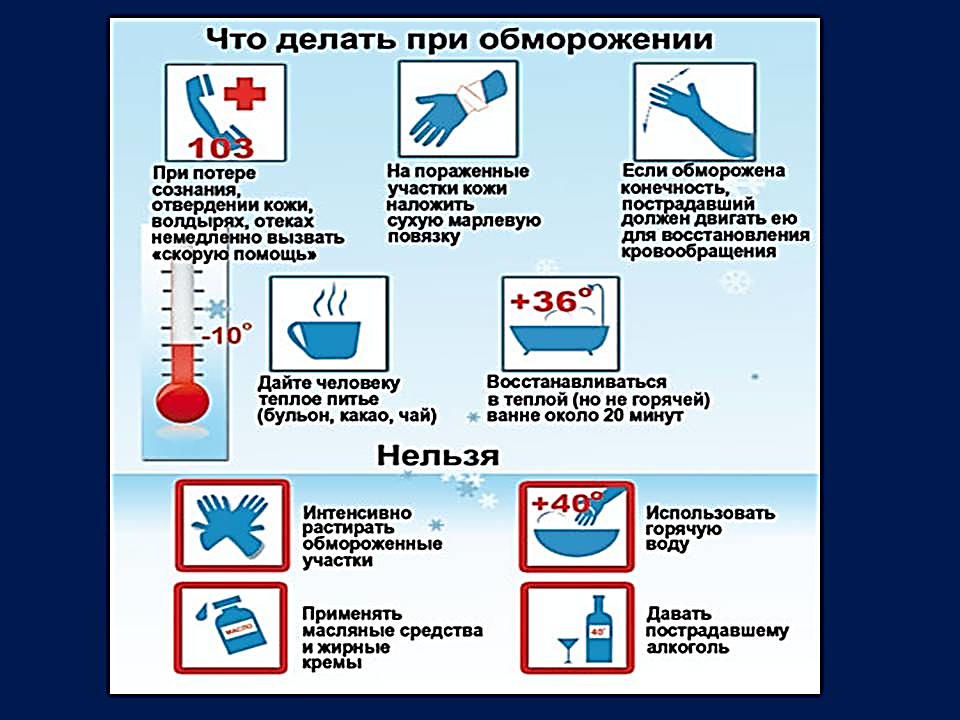 Что делать при обморожении
103
При потере
сознания,
отвердении кожи,
волдырях, отеках
немедленно вызвать
«скорую помощь»
На пораженные
участки кожи
наложить
сухую марлевую
повязку
Если обморожена
конечность,
пострадавший
должен двигать ею
для восстановления
кровообращения
-10°
Дайте человеку
теплое питье
(бульон, какао, чай)
+36°
Восстанавливаться
в теплой (но не горячей)
ванне около 20 минут
Нельзя
Интенсивно
растирать
обмороженные
участки
+40°
Использовать
горячую
воду
МАСЛО
Применять
масляные средства
и жирные
кремы
40°
Давать
пострадавшему
алкоголь